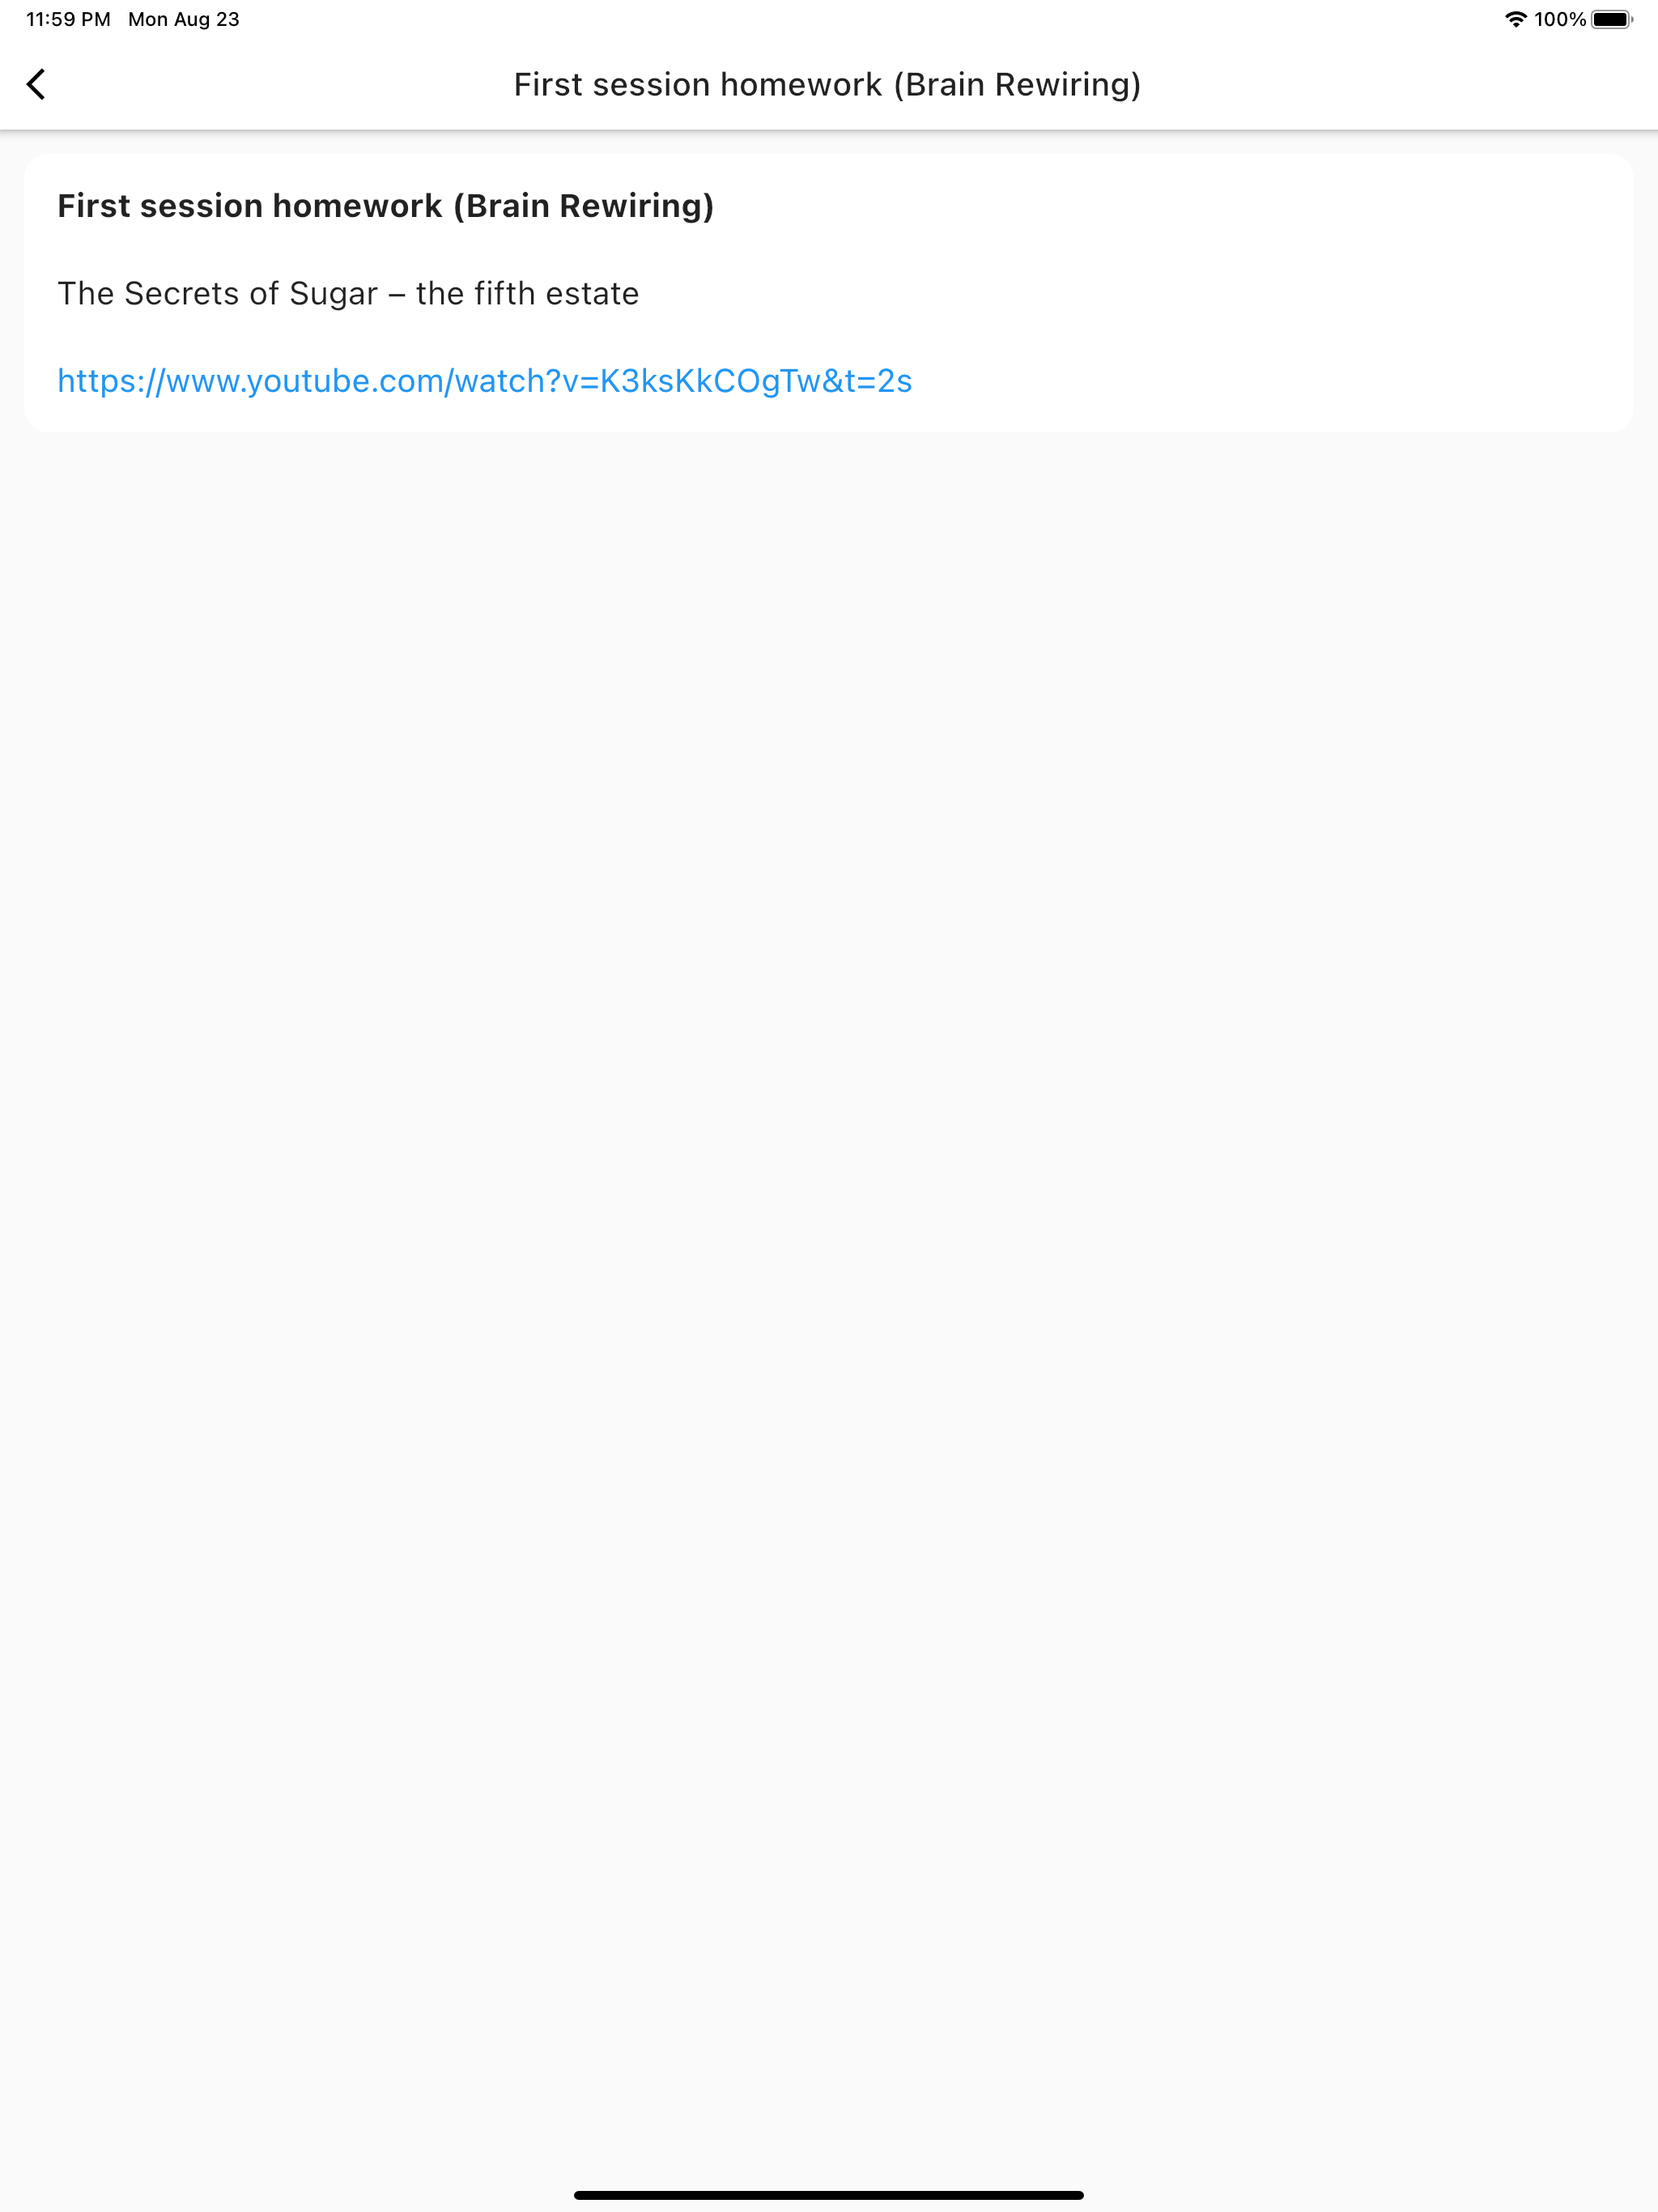 11:59 PM Mon Aug 23
100%
First session homework (Brain Rewiring)
First session homework (Brain Rewiring)
The Secrets of Sugar – the fifth estate
https://www.youtube.com/watch?v=K3ksKkCOgTw&t=2s